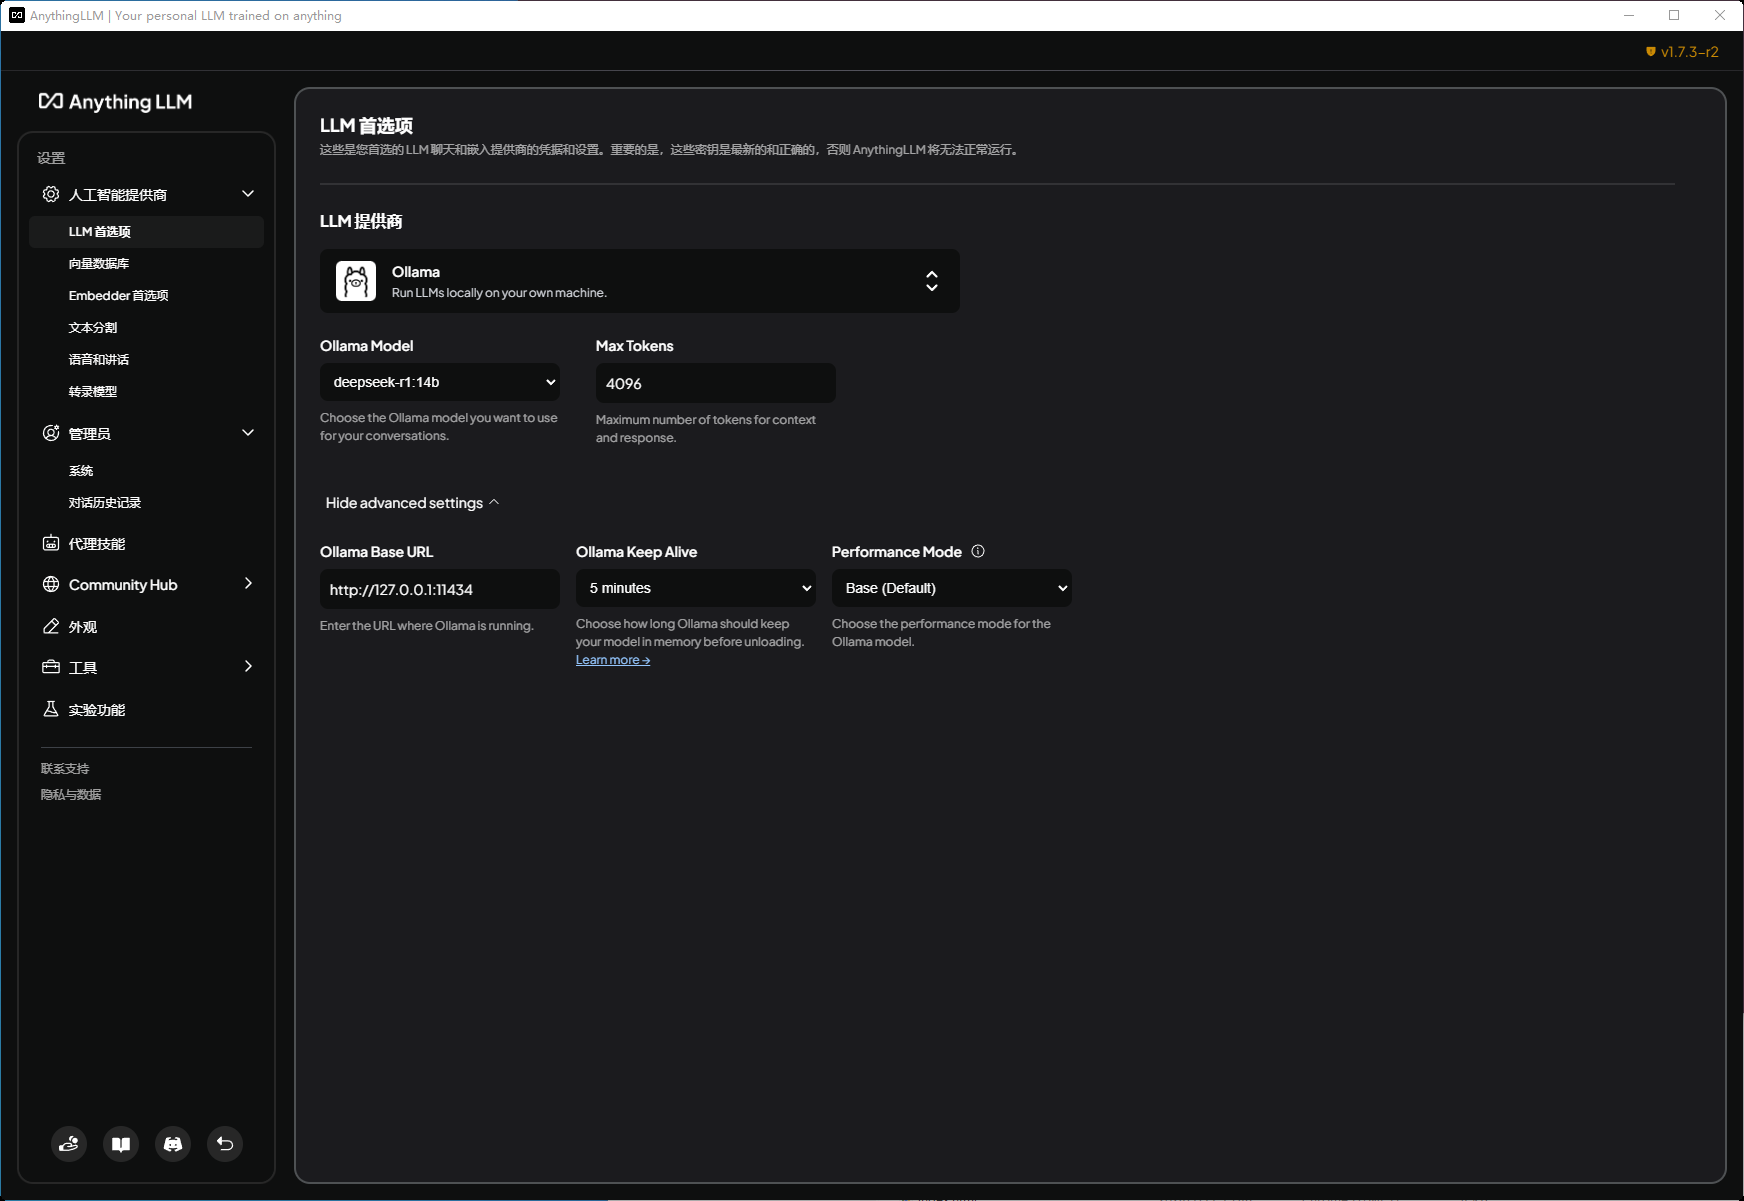 AnythingLLM | Your personal LLM trained on anything
v1.7.3-r2
Anything LLM
设置
人工智能提供商
LLM 首选项
向量数据库
Embedder 首选项
文本分割
语音和讲话
转录模型
管理员
系统
对话历史记录
代理技能
Community Hub
外观
工具
实验功能
联系支持
隐私与数据
LLM 首选项
这些是您首选的 LLM 聊天和嵌入提供商的凭据和设置。重要的是，这些密钥是最新的和正确的，否则 AnythingLLM 将无法正常运行。
LLM 提供商
Ollama
Run LLMs locally on your own machine.
Ollama Model
deepseek-r1:14b
Choose the Ollama model you want to use
for your conversations.
Max Tokens
4096
Maximum number of tokens for context
and response.
Hide advanced settings
Ollama Base URL
http://127.0.0.1:11434
Enter the URL where Ollama is running.
Ollama Keep Alive
5 minutes
Choose how long Ollama should keep
your model in memory before unloading.
Learn more →
Performance Mode
Base (Default)
Choose the performance mode for the
Ollama model.